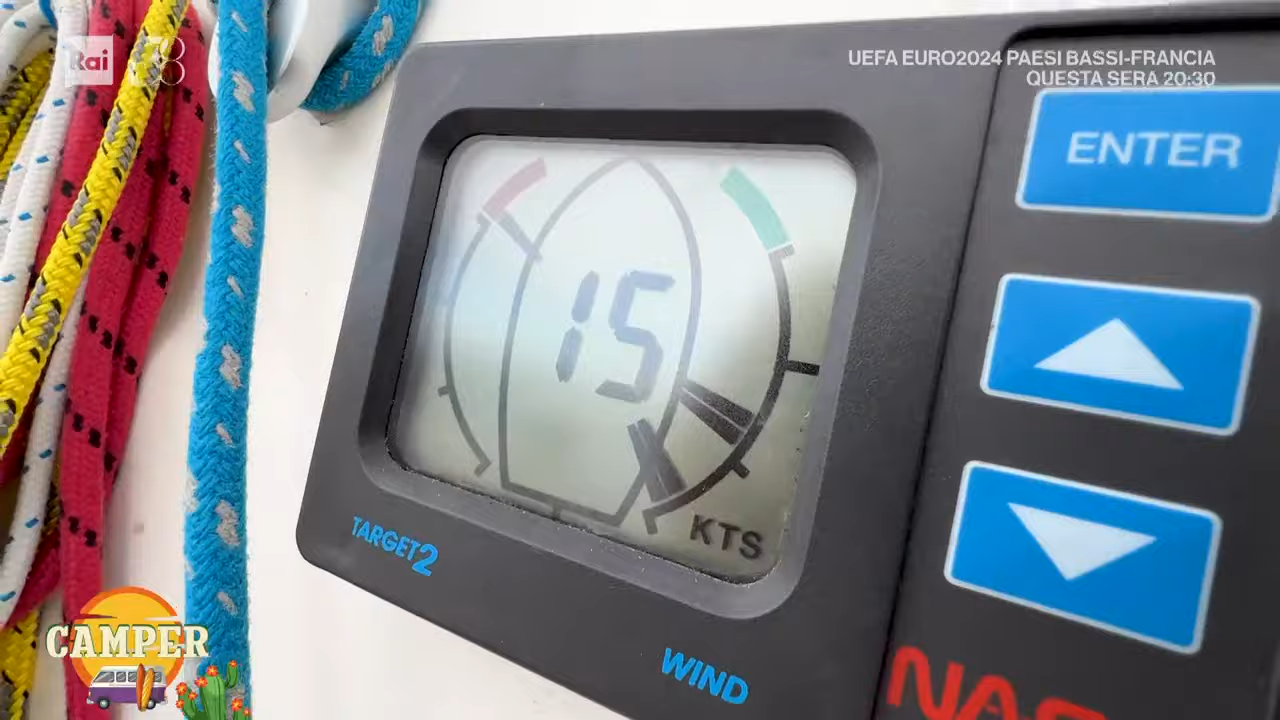 Rai
UEFA EURO2024 PAESI BASSI-FRANCIA
QUESTA SERA 20:30
ENTER
15
KTS
TARGET2
WIND
CAMPER